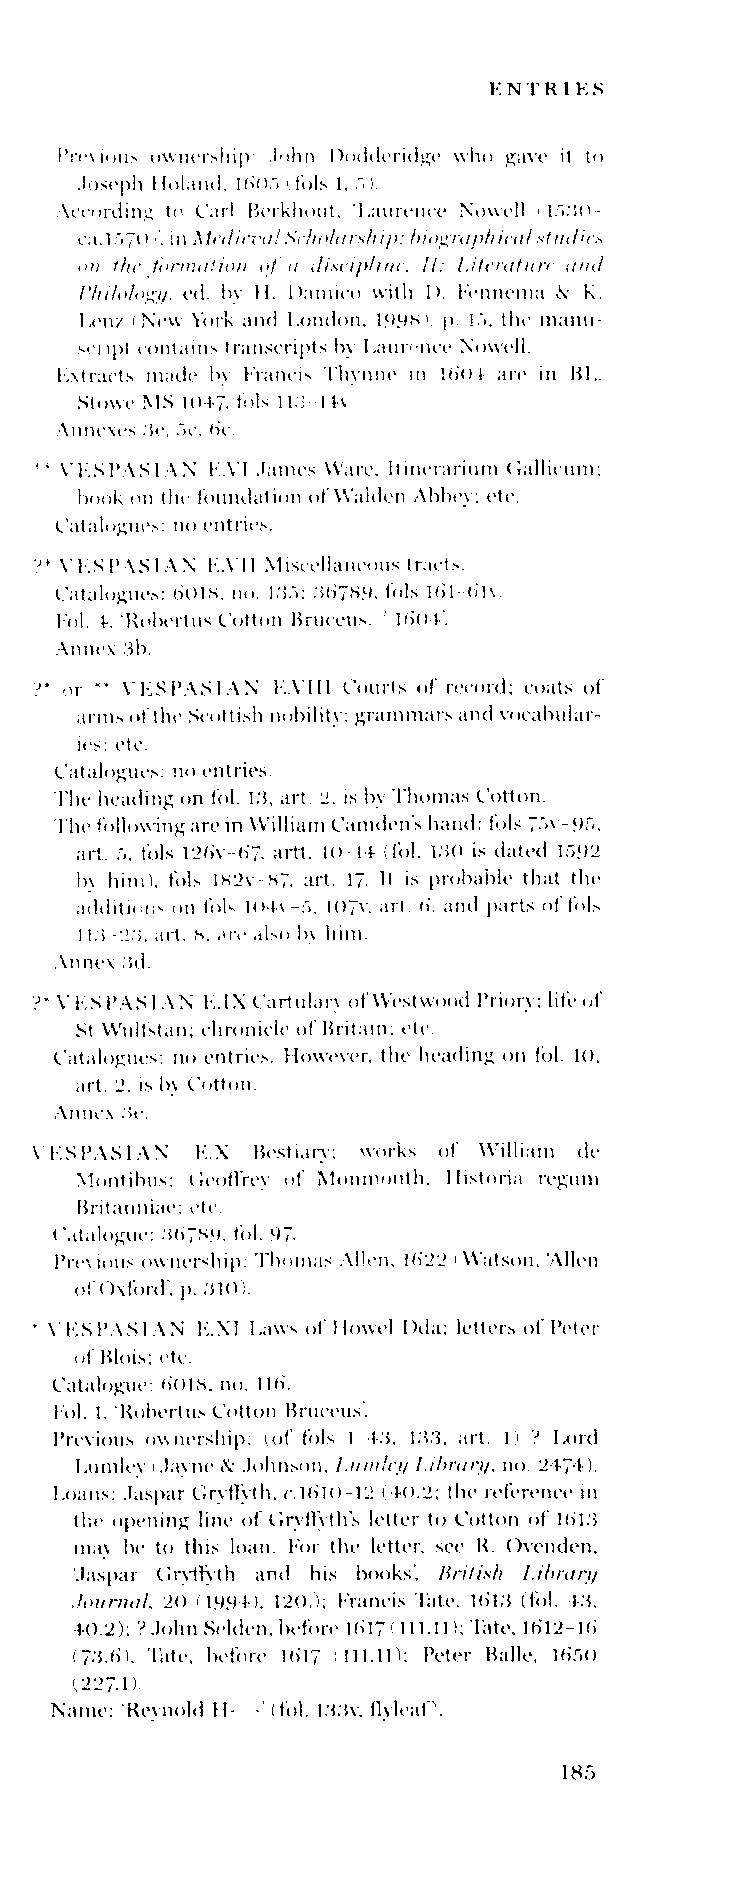 ENTRIES
Previous ownership: John Dodderidge who gave it to
Joseph Holand, 1605 (fols 1, 5).
According to Carl Berkhout, 'Laurence Nowell (1530-
ca.1570)', in Medieval Scholarship: biographical studies
on the formation of a discipline, II: Literature and
Philology, ed. by H. Damico with D. Fennema & K.
Lenz (New York and London, 1998), p. 15, the manu-
script contains transcripts by Laurence Nowell.
Extracts made by Francis Thynne in 1604 are in BL,
Stowe MS 1047, fols 113-14v
Annexes 3e, 5c, 6c.
** VESPASIAN E.VI James Ware, Itinerarium Gallicum;
book on the foundation of Walden Abbey; etc.
Catalogues: no entries.
?* VESPASIAN E.VII Miscellaneous tracts.
Catalogues: 6018, no. 135; 36789, fols 161-61v.
Fol. 4, 'Robertus Cotton Bruceus, 1604'.
Annex 3b.
?* or ** VESPASIAN E.VIII Courts of record; coats of
arms of the Scottish nobility; grammars and vocabular-
ies; etc.
Catalogues: no entries.
The heading on fol. 13, art. 2, is by Thomas Cotton.
The following are in William Camden's hand: fols 75v-95,
art. 5, fols 126v-67, artt. 10-14 (fol. 130 is dated 1592
by him), fols 182v-87, art. 17. It is probable that the
additions on fols 104v-5, 107v, art. 6, and parts of fols
113-23, art. 8, are also by him.
Annex 3d.
?* VESPASIAN E.IX Cartulary of Westwood Priory; life of
St Wulfstan; chronicle of Britain; etc.
Catalogues: no entries. However, the heading on fol. 10,
art. 2, is by Cotton.
Annex 3e.
VESPASIAN E.X Bestiary; works of William de
Montibus; Geoffrey of Monmouth, Historia regum
Britanniae; etc.
Catalogue: 36789, fol. 97.
Previous ownership: Thomas Allen, 1622 (Watson, 'Allen
of Oxford', p. 310).
* VESPASIAN E.XI Laws of Howel Dda; letters of Peter
of Blois; etc.
Catalogue: 6018, no. 116.
Fol. 1, 'Robertus Cotton Bruceus'.
Previous ownership: (of fols 1-43, 133, art. 1) ? Lord
Lumley (Jayne & Johnson, Lumley Library, no. 2474).
Loans: Jaspar Gryffyth, c.1610-12 (40.2; the reference in
the opening line of Gryffyth's letter to Cotton of 1613
may be to this loan. For the letter, see R. Ovenden,
'Jaspar Gryffyth and his books', British Library
Journal, 20 (1994), 120.); Francis Tate, 1613 (fol. 43,
40.2); ? John Selden, before 1617 (111.11); Tate, 1612-16
(73.6), Tate, before 1617 (111.11); Peter Balle, 1650
(227.1).
Name: 'Reynold H- -' (fol. 133v, flyleaf).
185